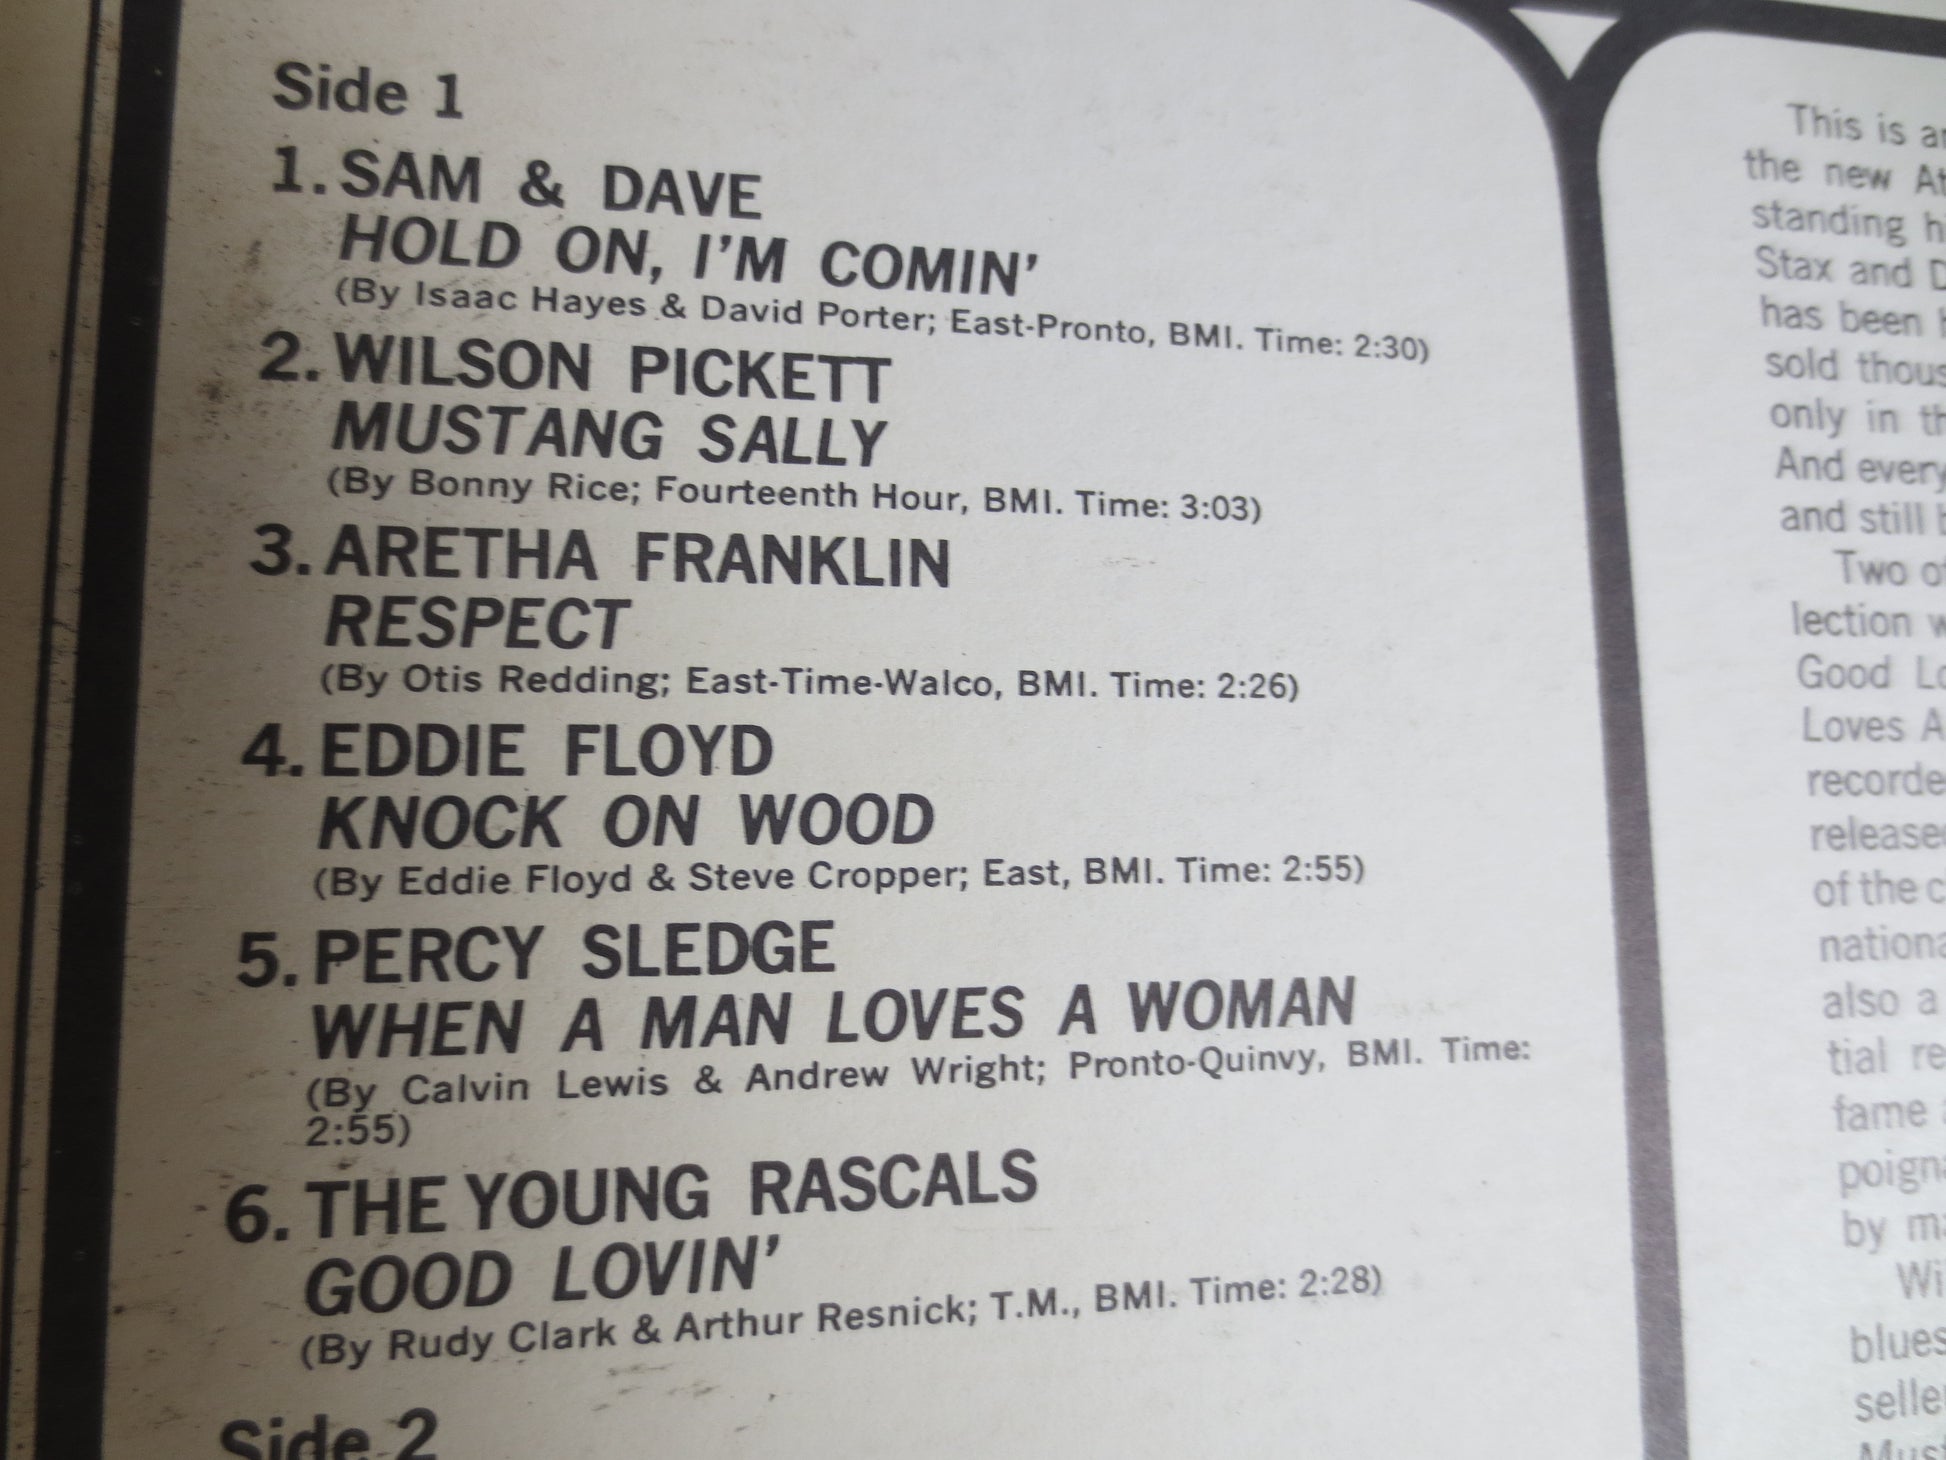 Side 1
1. SAM & DAVE
HOLD ON, I'M COMIN'
(By Isaac Hayes & David Porter; East-Pronto, BMI. Time: 2:30)
2. WILSON PICKETT
MUSTANG SALLY
(By Bonny Rice; Fourteenth Hour, BMI. Time: 3:03)
3. ARETHA FRANKLIN
RESPECT
(By Otis Redding; East-Time-Walco, BMI. Time: 2:26)
4. EDDIE FLOYD
KNOCK ON WOOD
(By Eddie Floyd & Steve Cropper; East, BMI. Time: 2:55)
5. PERCY SLEDGE
WHEN A MAN LOVES A WOMAN
(By Calvin Lewis & Andrew Wright; Pronto-Quinvy, BMI. Time:
2:55)
6. THE YOUNG RASCALS
GOOD LOVIN'
(By Rudy Clark & Arthur Resnick; T.M., BMI. Time: 2:28)
Side 2
This is
the new
standing
Stax and
has been
sold
only in
And every
and still
Two
lection
Good
Loves
of the
also a
tial
fame
by